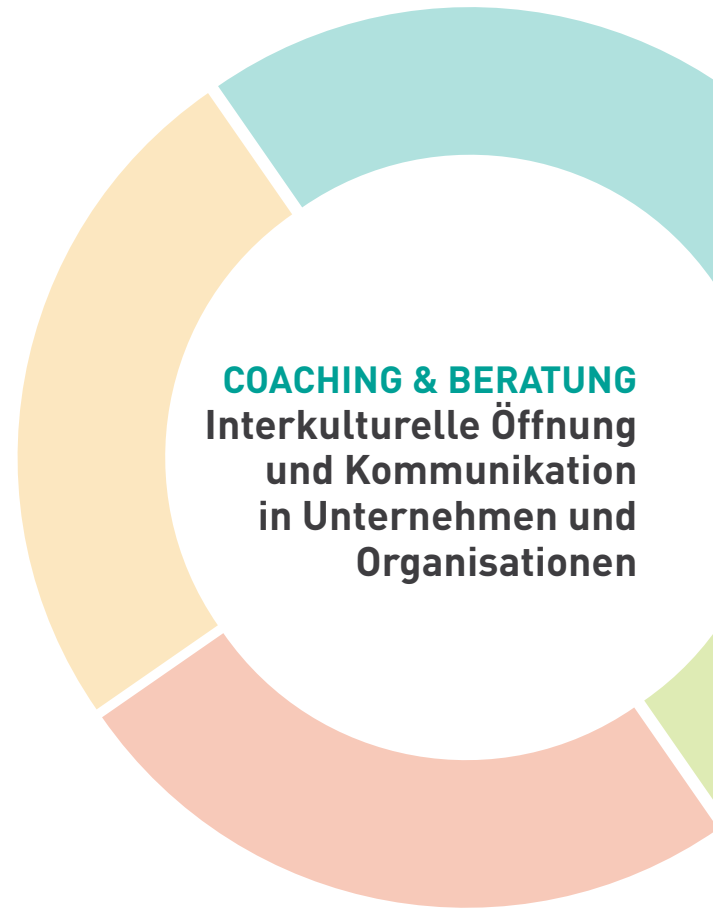 COACHING & BERATUNG
Interkulturelle Öffnung
und Kommunikation
in Unternehmen und
Organisationen